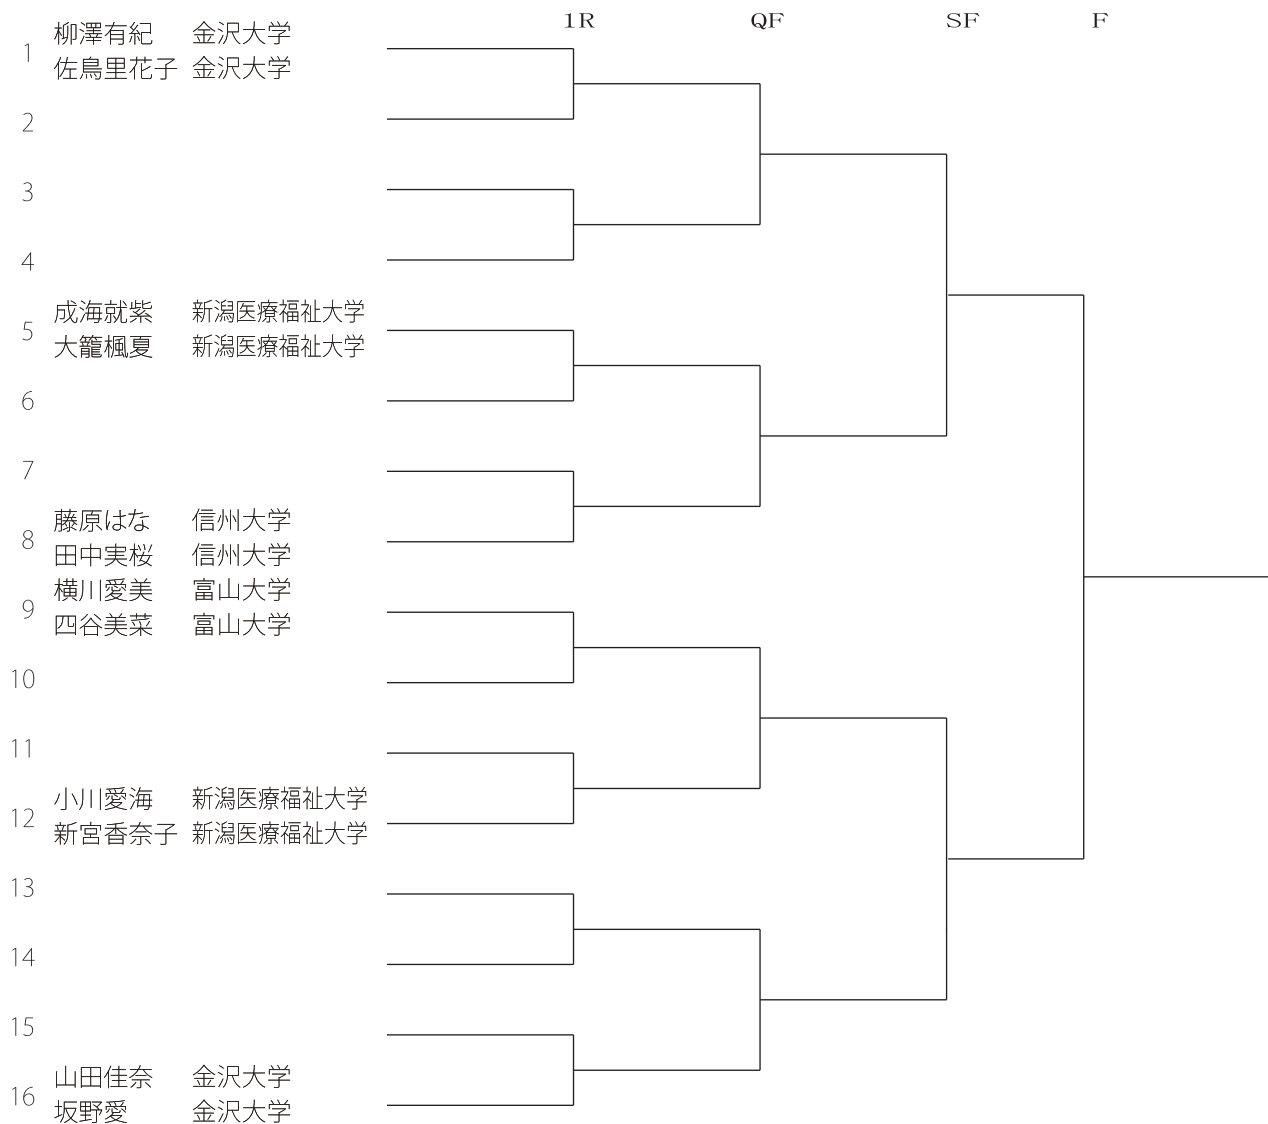 1R QF SF F
1 柳澤有紀 金沢大学
佐鳥里花子 金沢大学
2
3
4
5 成海就紫 新潟医療福祉大学
大籠楓夏 新潟医療福祉大学
6
7
8 藤原はな 信州大学
田中実桜 信州大学
9 横川愛美 富山大学
四谷美菜 富山大学
10
11
12 小川愛海 新潟医療福祉大学
新宮香奈子 新潟医療福祉大学
13
14
15
16 山田佳奈 金沢大学
坂野愛 金沢大学